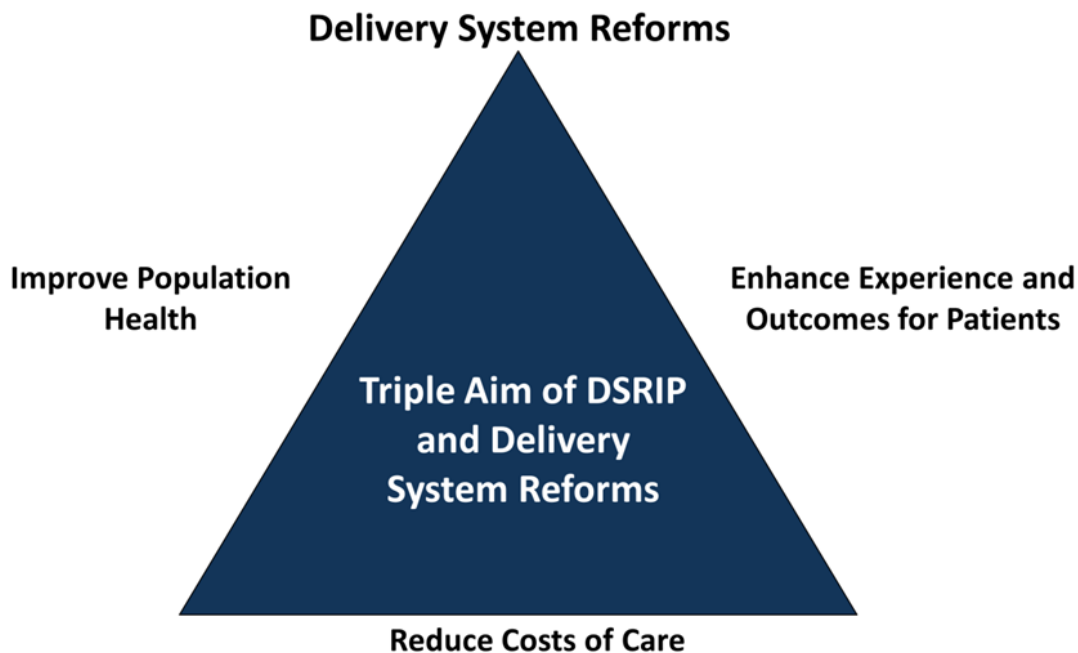 Delivery System Reforms
Improve Population
Health
Enhance Experience and
Outcomes for Patients
Triple Aim of DSRIP
and Delivery
System Reforms
Reduce Costs of Care